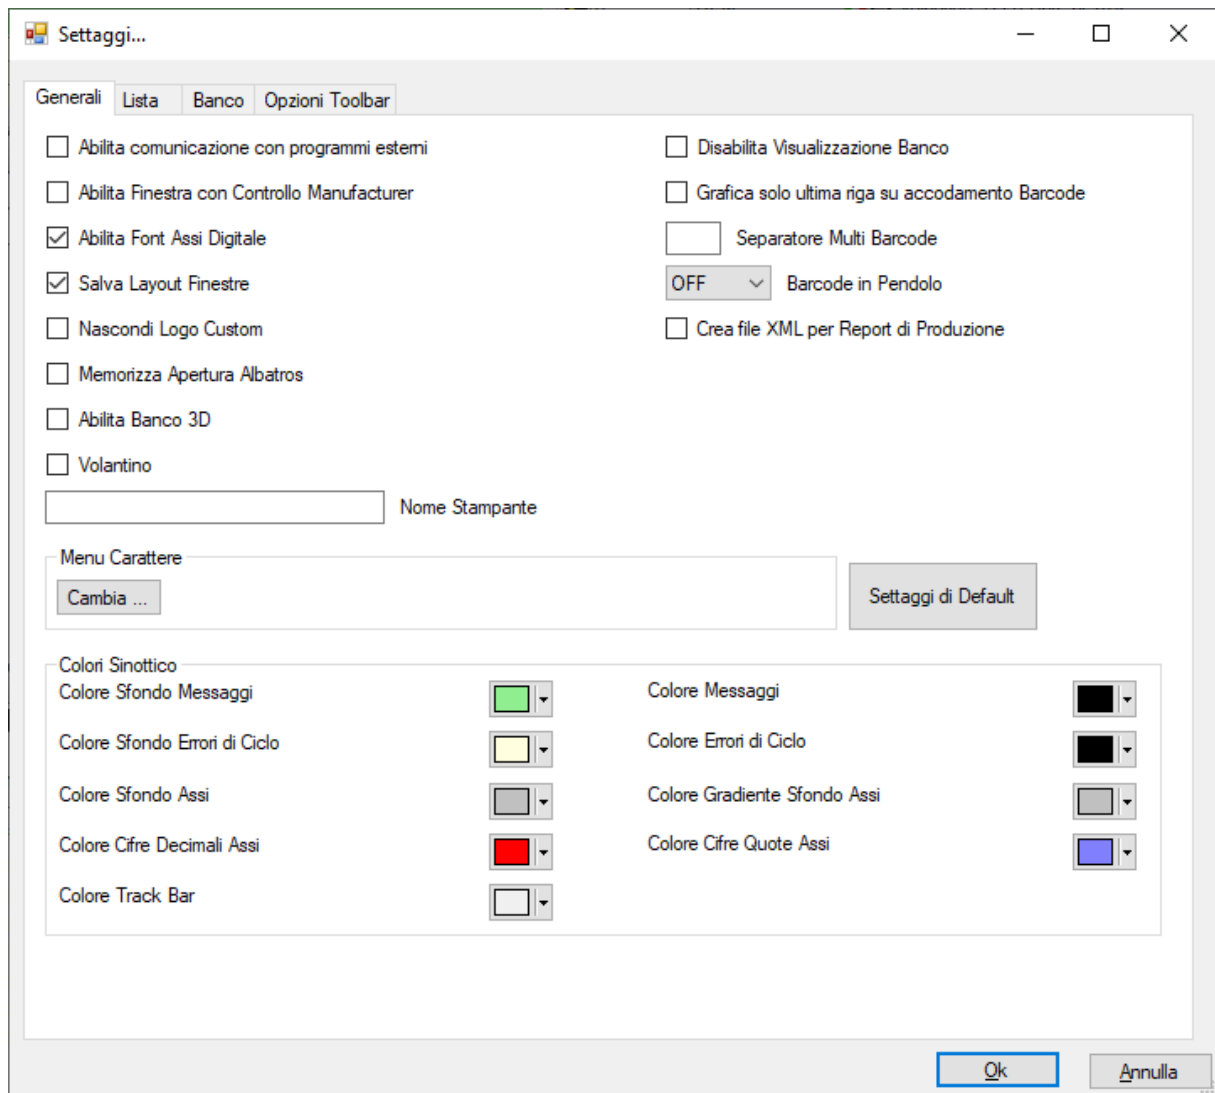 Settaggi...
Generali Lista Banco Opzioni Toolbar
Abilita comunicazione con programmi esterni
Abilita Finestra con Controllo Manufacturer
Abilita Font Assi Digitale
Salva Layout Finestre
Nascondi Logo Custom
Memorizza Apertura Albatros
Abilita Banco 3D
Volantino
Nome Stampante
Disabilita Visualizzazione Banco
Grafica solo ultima riga su accodamento Barcode
Separatore Multi Barcode
OFF Barcode in Pendolo
Crea file XML per Report di Produzione
Menu Carattere
Cambia ...
Settaggi di Default
Colori Sinottico
Colore Sfondo Messaggi
Colore Messaggi
Colore Sfondo Errori di Ciclo
Colore Errori di Ciclo
Colore Sfondo Assi
Colore Gradiente Sfondo Assi
Colore Cifre Decimali Assi
Colore Cifre Quote Assi
Colore Track Bar
Ok
Annulla